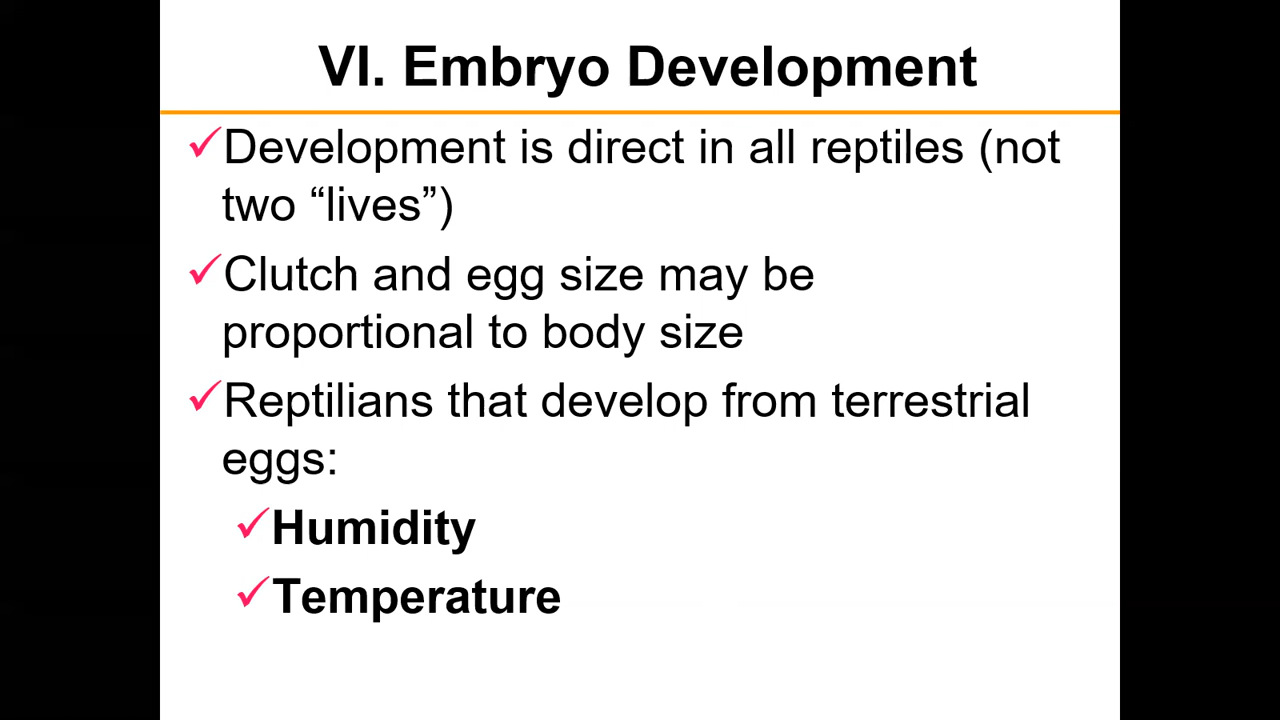 VI. Embryo Development
✓Development is direct in all reptiles (not
two “lives”)
✓Clutch and egg size may be
proportional to body size
✓Reptilians that develop from terrestrial
eggs:
✓Humidity
✓Temperature